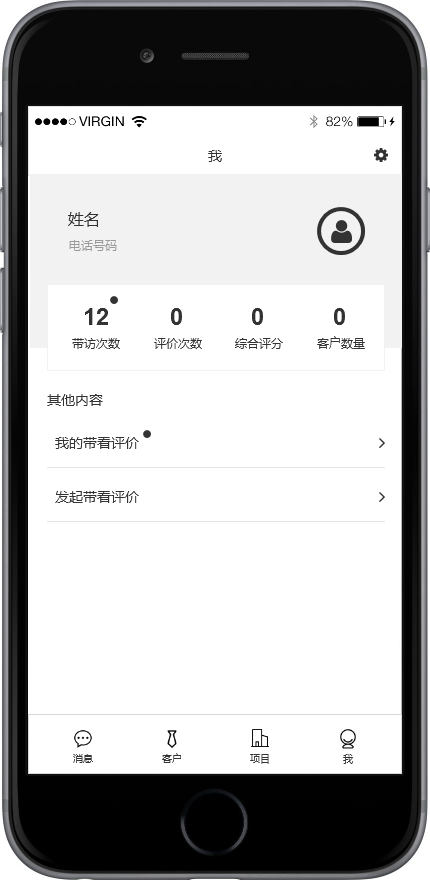 VIRGIN 82%
我
姓名
电话号码
12 0 0 0
带访次数 评价次数 综合评分 客户数量
其他内容
我的带看评价
发起带看评价
消息 客户 项目 我